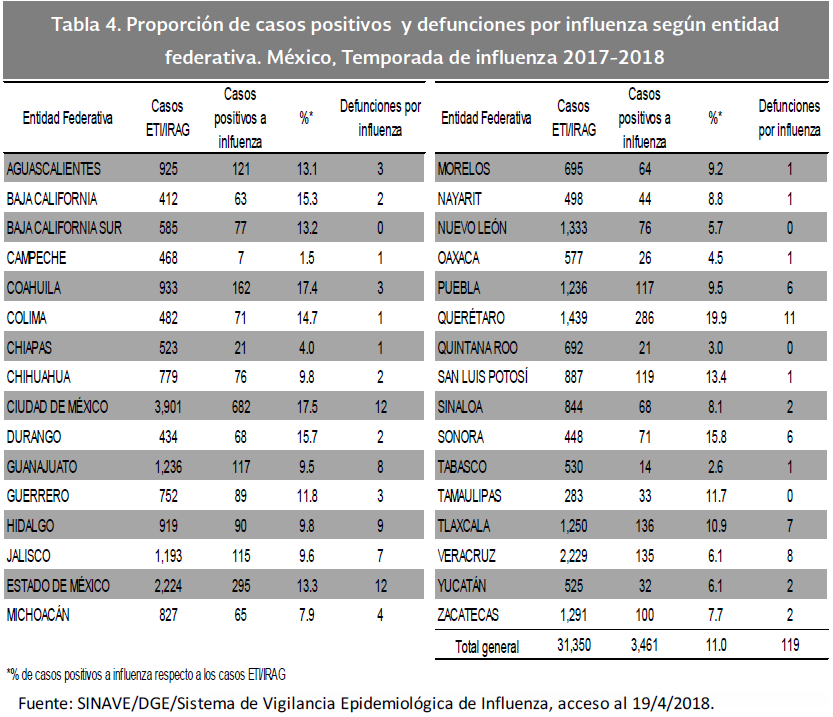 Tabla 4. Proporción de casos positivos y defunciones por influenza según entidad
federativa. México, Temporada de influenza 2017-2018
Entidad Federativa Casos ETI/IRAG Casos positivos a inlfuenza %* Defunciones por influenza
AGUASCALIENTES 925 121 13.1 3
BAJA CALIFORNIA 412 63 15.3 2
BAJA CALIFORNIA SUR 585 77 13.2 0
CAMPECHE 468 7 1.5 1
COAHUILA 933 162 17.4 3
COLIMA 482 71 14.7 1
CHIAPAS 523 21 4.0 1
CHIHUAHUA 779 76 9.8 2
CIUDAD DE MÉXICO 3,901 682 17.5 12
DURANGO 434 68 15.7 2
GUANAJUATO 1,236 117 9.5 8
GUERRERO 752 89 11.8 3
HIDALGO 919 90 9.8 9
JALISCO 1,193 115 9.6 7
ESTADO DE MÉXICO 2,224 295 13.3 12
MICHOACÁN 827 65 7.9 4
Entidad Federativa Casos ETI/IRAG Casos positivos a inlfuenza %* Defunciones por influenza
MORELOS 695 64 9.2 1
NAYARIT 498 44 8.8 1
NUEVO LEÓN 1,333 76 5.7 0
OAXACA 577 26 4.5 1
PUEBLA 1,236 117 9.5 6
QUERÉTARO 1,439 286 19.9 11
QUINTANA ROO 692 21 3.0 0
SAN LUIS POTOSÍ 887 119 13.4 1
SINALOA 844 68 8.1 2
SONORA 448 71 15.8 6
TABASCO 530 14 2.6 1
TAMAULIPAS 283 33 11.7 0
TLAXCALA 1,250 136 10.9 7
VERACRUZ 2,229 135 6.1 8
YUCATÁN 525 32 6.1 2
ZACATECAS 1,291 100 7.7 2
Total general 31,350 3,461 11.0 119
*% de casos positivos a influenza respecto a los casos ETI/IRAG
Fuente: SINAVE/DGE/Sistema de Vigilancia Epidemiológica de Influenza, acceso al 19/4/2018.